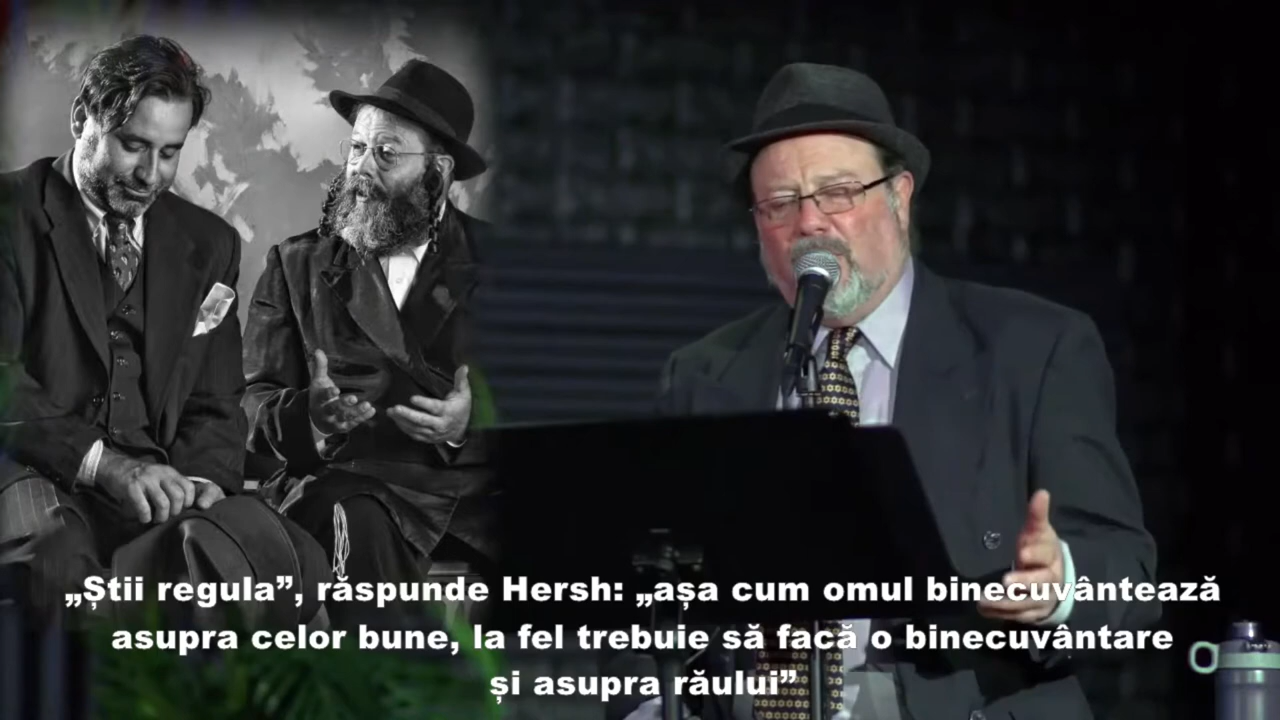 „Știi regula”, răspunde Hersh: „așa cum omul binecuvântează
asupra celor bune, la fel trebuie să facă o binecuvântare
și asupra răului”